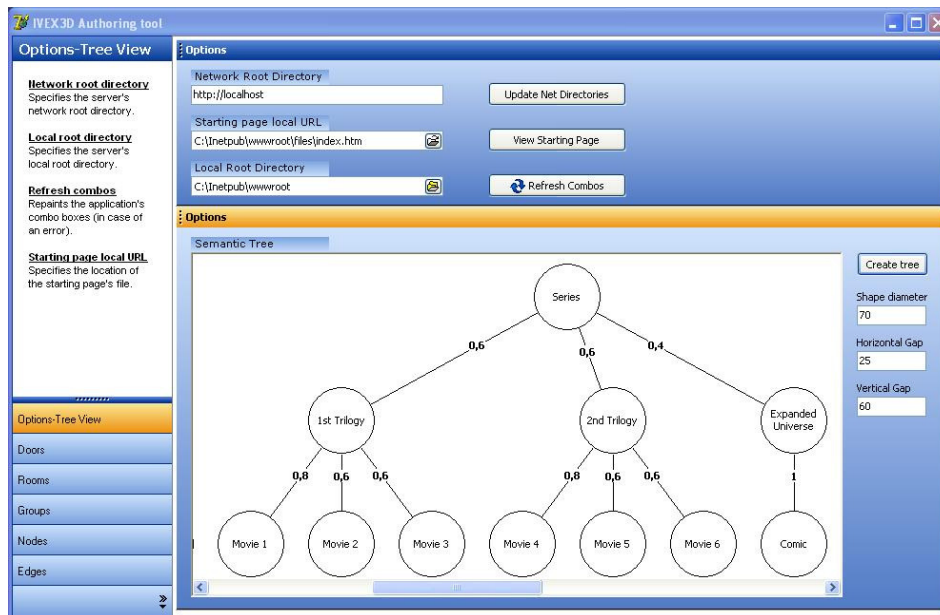 IVEX3D Authoring tool
Options-Tree View
Network root directory
Specifies the server's
network root directory.
Local root directory
Specifies the server's
local root directory.
Refresh combos
Repaints the application's
combo boxes (in case of
an error).
Starting page local URL
Specifies the location of
the starting page's file.
Options-Tree View
Doors
Rooms
Groups
Nodes
Edges
Options
Network Root Directory
http://localhost
Update Net Directories
Starting page local URL
C:\Inetpub\wwwroot\files\index.htm
View Starting Page
Local Root Directory
C:\Inetpub\wwwroot
Refresh Combos
Options
Semantic Tree
Create tree
Shape diameter
70
Horizontal Gap
25
Vertical Gap
60
Series
0,6 0,6 0,4
1st Trilogy 2nd Trilogy Expanded
Universe
0,8 0,6 0,6 0,8 0,6 0,6 1
Movie 1 Movie 2 Movie 3 Movie 4 Movie 5 Movie 6 Comic